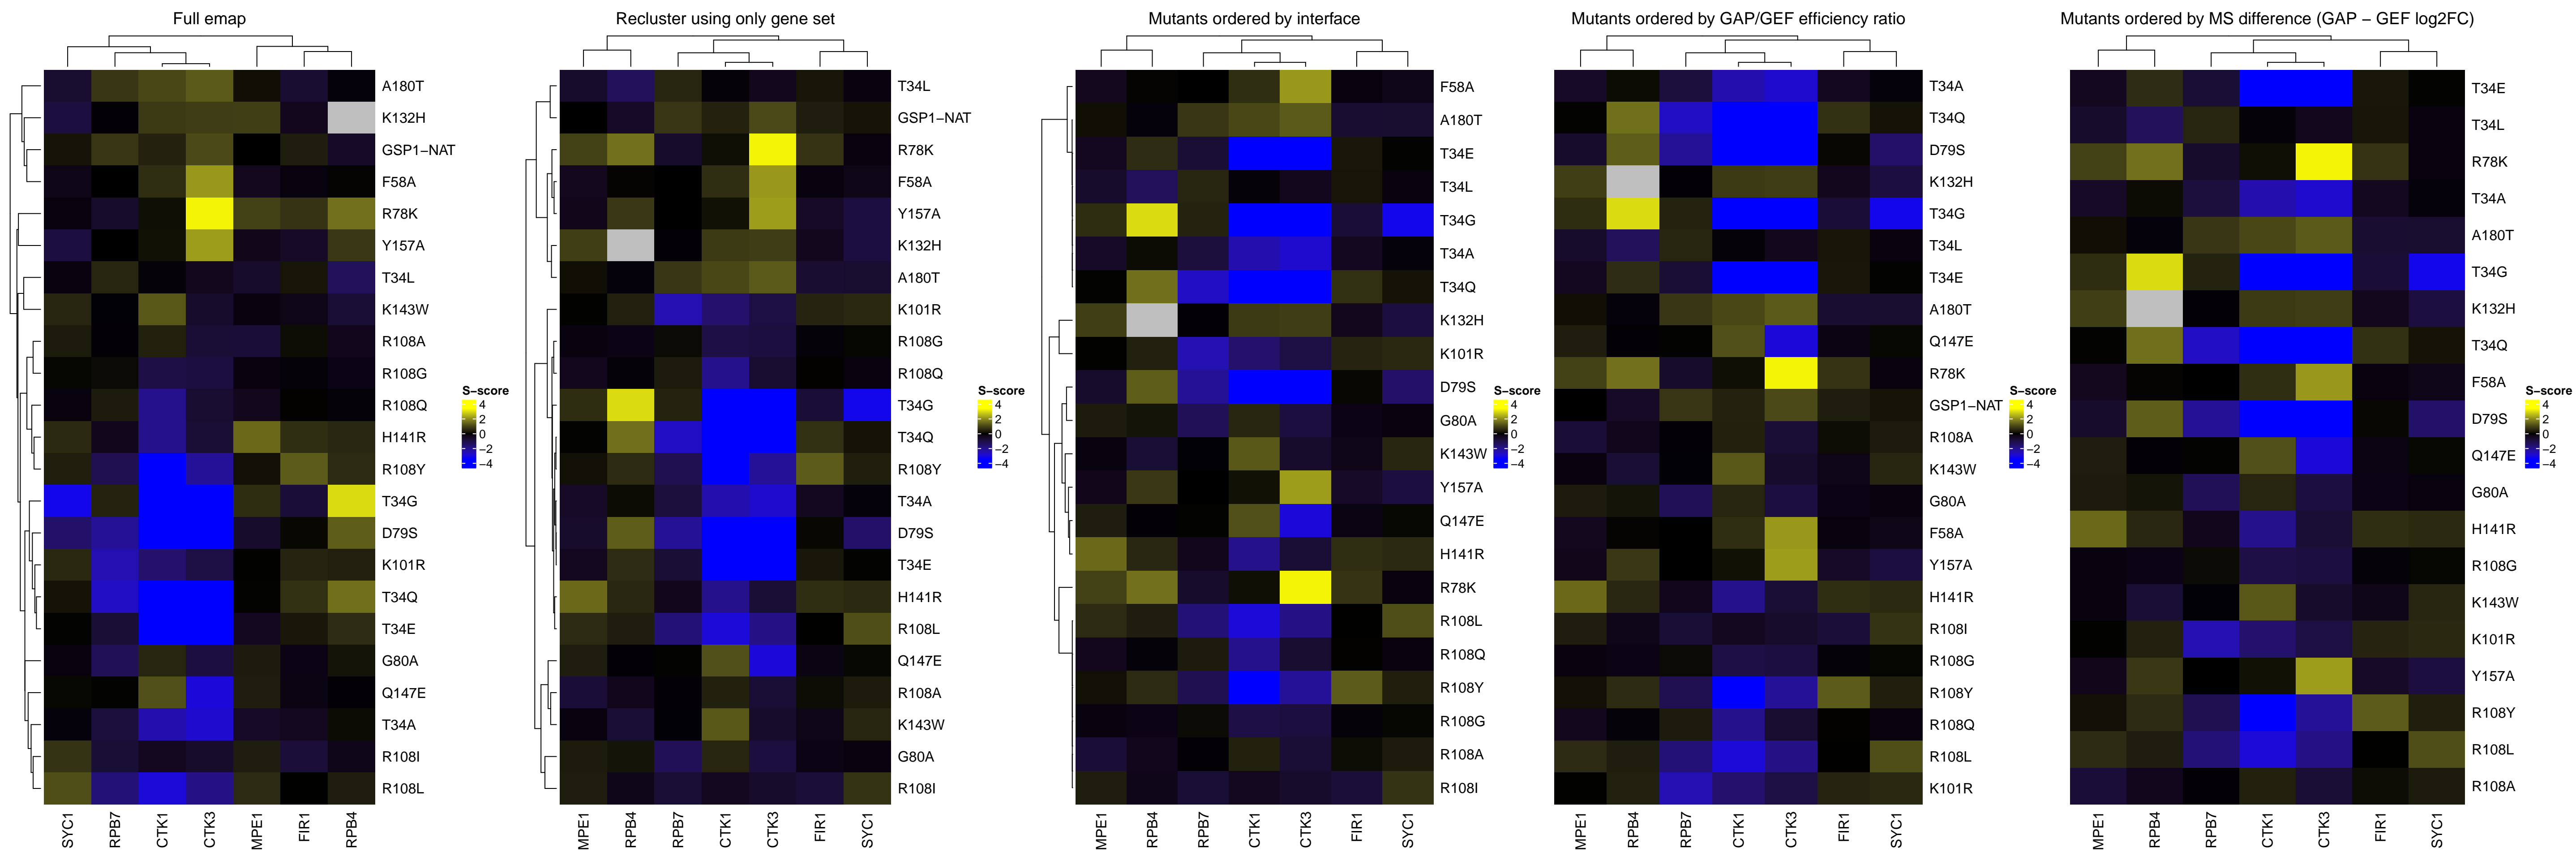 Full emap
A180T
K132H
GSP1−NAT
F58A
R78K
Y157A
T34L
K143W
R108A
R108G
R108Q
H141R
R108Y
T34G
D79S
K101R
T34Q
T34E
G80A
Q147E
T34A
R108I
R108L
SYC1
RPB7
CTK1
CTK3
MPE1
FIR1
RPB4
S−score
4
2
0
−2
−4
Recluster using only gene set
T34L
GSP1−NAT
R78K
F58A
Y157A
K132H
A180T
K101R
R108G
R108Q
T34G
T34Q
R108Y
T34A
D79S
T34E
H141R
R108L
Q147E
R108A
K143W
G80A
R108I
MPE1
RPB4
RPB7
CTK1
CTK3
FIR1
SYC1
S−score
4
2
0
−2
−4
Mutants ordered by interface
F58A
A180T
T34E
T34L
T34G
T34A
T34Q
K132H
K101R
D79S
G80A
K143W
Y157A
Q147E
H141R
R78K
R108L
R108Q
R108Y
R108G
R108A
R108I
MPE1
RPB4
RPB7
CTK1
CTK3
FIR1
SYC1
S−score
4
2
0
−2
−4
Mutants ordered by GAP/GEF efficiency ratio
T34A
T34Q
D79S
K132H
T34G
T34L
T34E
A180T
Q147E
R78K
GSP1−NAT
R108A
K143W
G80A
F58A
Y157A
H141R
R108I
R108G
R108Y
R108Q
R108L
K101R
MPE1
RPB4
RPB7
CTK1
CTK3
FIR1
SYC1
S−score
4
2
0
−2
−4
Mutants ordered by MS difference (GAP − GEF log2FC)
T34E
T34L
R78K
T34A
A180T
T34G
K132H
T34Q
F58A
D79S
Q147E
G80A
H141R
R108G
K143W
K101R
Y157A
R108Y
R108L
R108A
MPE1
RPB4
RPB7
CTK1
CTK3
FIR1
SYC1
S−score
4
2
0
−2
−4